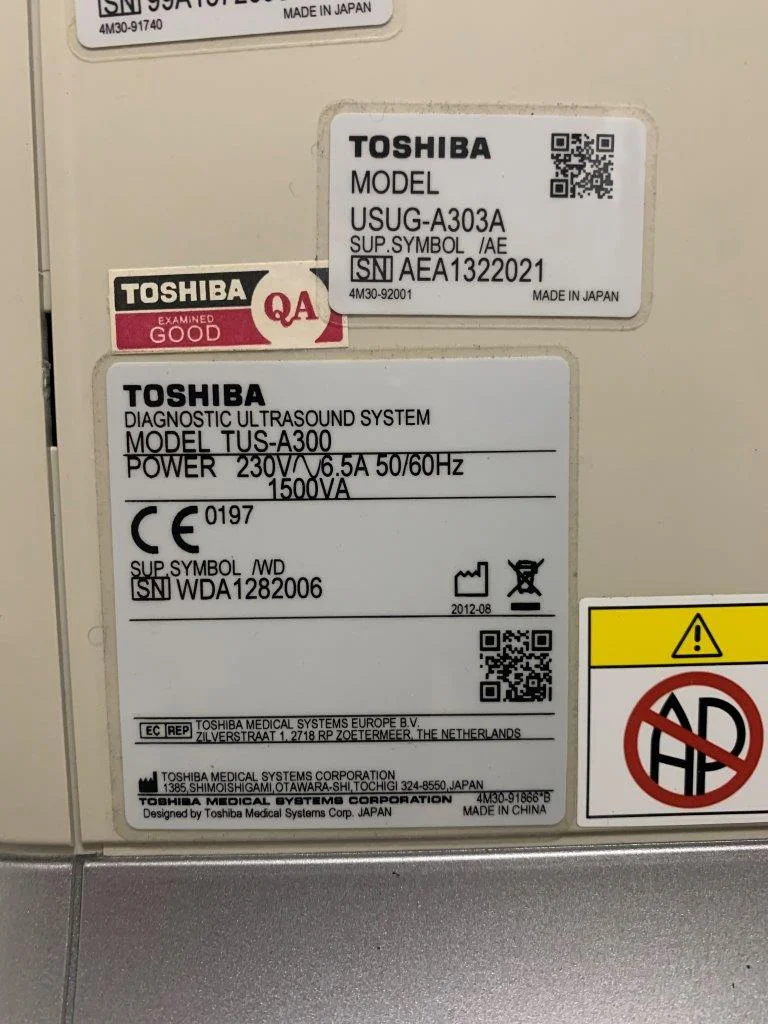 SN
4M30-91740
MADE IN JAPAN
TOSHIBA
MODEL
USUG-A303A
SUP.SYMBOL /AE
SN AEA1322021
4M30-92001 MADE IN JAPAN
TOSHIBA
EXAMINED
GOOD
QA
TOSHIBA
DIAGNOSTIC ULTRASOUND SYSTEM
MODEL TUS-A300
POWER 230V 6.5A 50/60Hz
1500VA
CE 0197
SUP.SYMBOL /WD
SN WDA1282006
2012-08
EC REP TOSHIBA MEDICAL SYSTEMS EUROPE B.V.
ZILVERSTRAAT 1, 2718 RP ZOETERMEER, THE NETHERLANDS
TOSHIBA MEDICAL SYSTEMS CORPORATION
1385,SHIMOISHIGAMI,OTAWARA-SHI,TOCHIGI 324-8550,JAPAN
TOSHIBA MEDICAL SYSTEMS CORPORATION 4M30-91866*B
Designed by Toshiba Medical Systems Corp. JAPAN MADE IN CHINA
AP